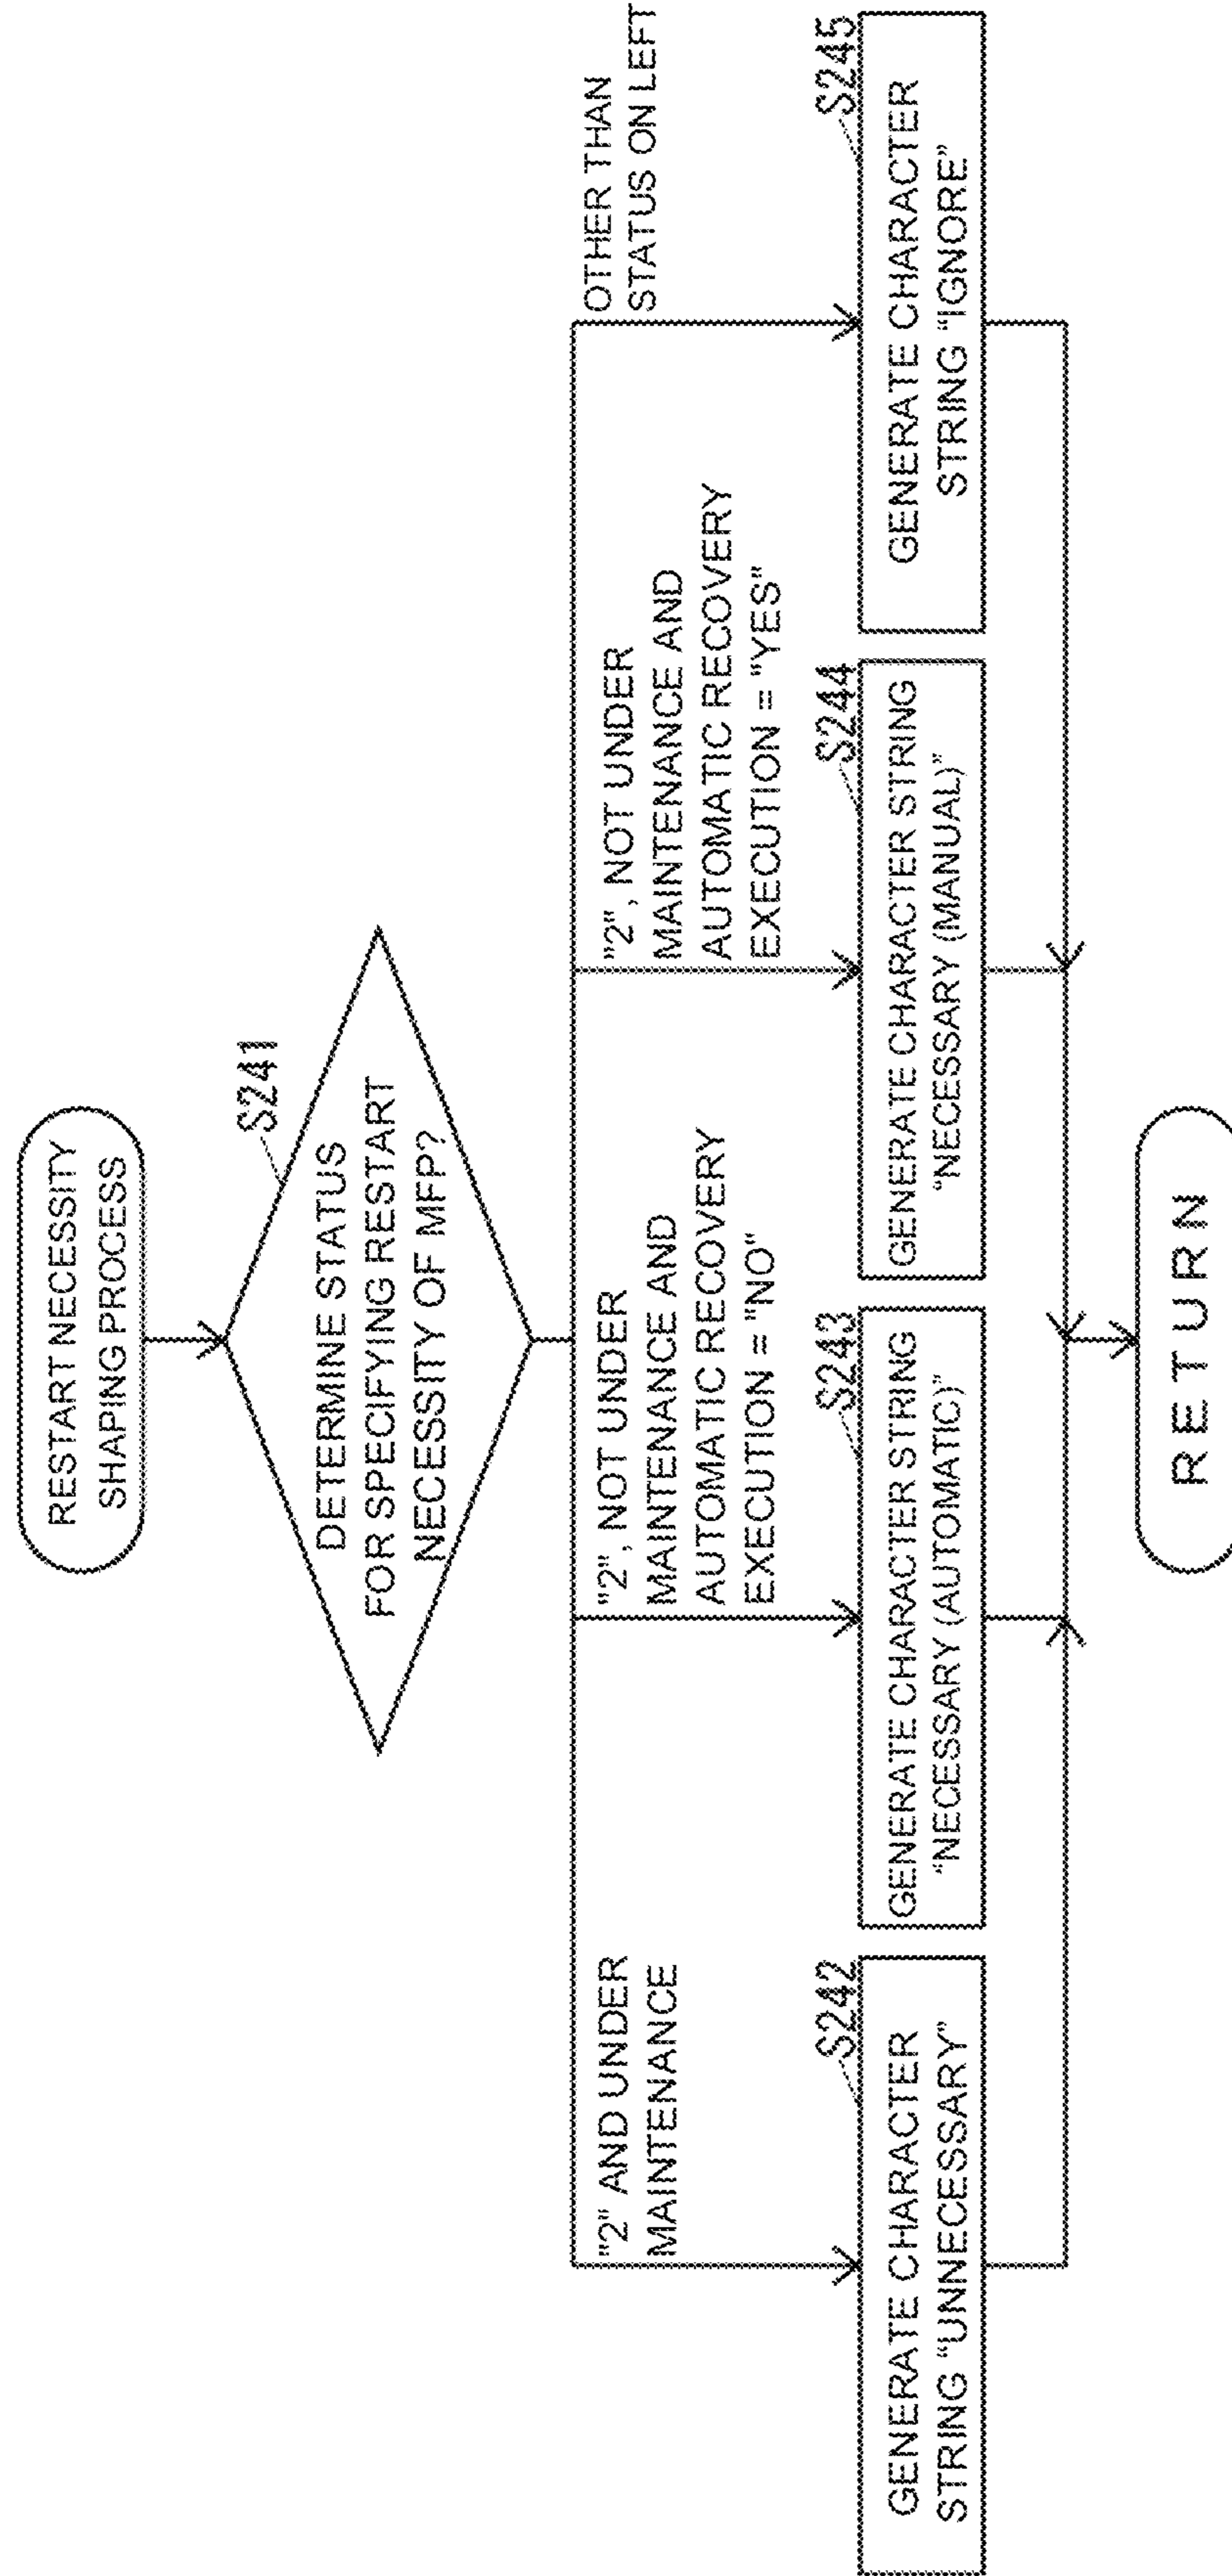 RESTART NECESSITY
SHAPING PROCESS
S241
DETERMINE STATUS
FOR SPECIFYING RESTART
NECESSITY OF MFP?
"2" AND UNDER
MAINTENANCE
"2", NOT UNDER
MAINTENANCE AND
AUTOMATIC RECOVERY
EXECUTION = "NO"
"2", NOT UNDER
MAINTENANCE AND
AUTOMATIC RECOVERY
EXECUTION = "YES"
OTHER THAN
STATUS ON LEFT
S242
GENERATE CHARACTER
STRING "UNNECESSARY"
S243
GENERATE CHARACTER STRING
"NECESSARY (AUTOMATIC)"
S244
GENERATE CHARACTER STRING
"NECESSARY (MANUAL)"
S245
GENERATE CHARACTER
STRING "IGNORE"
RETURN